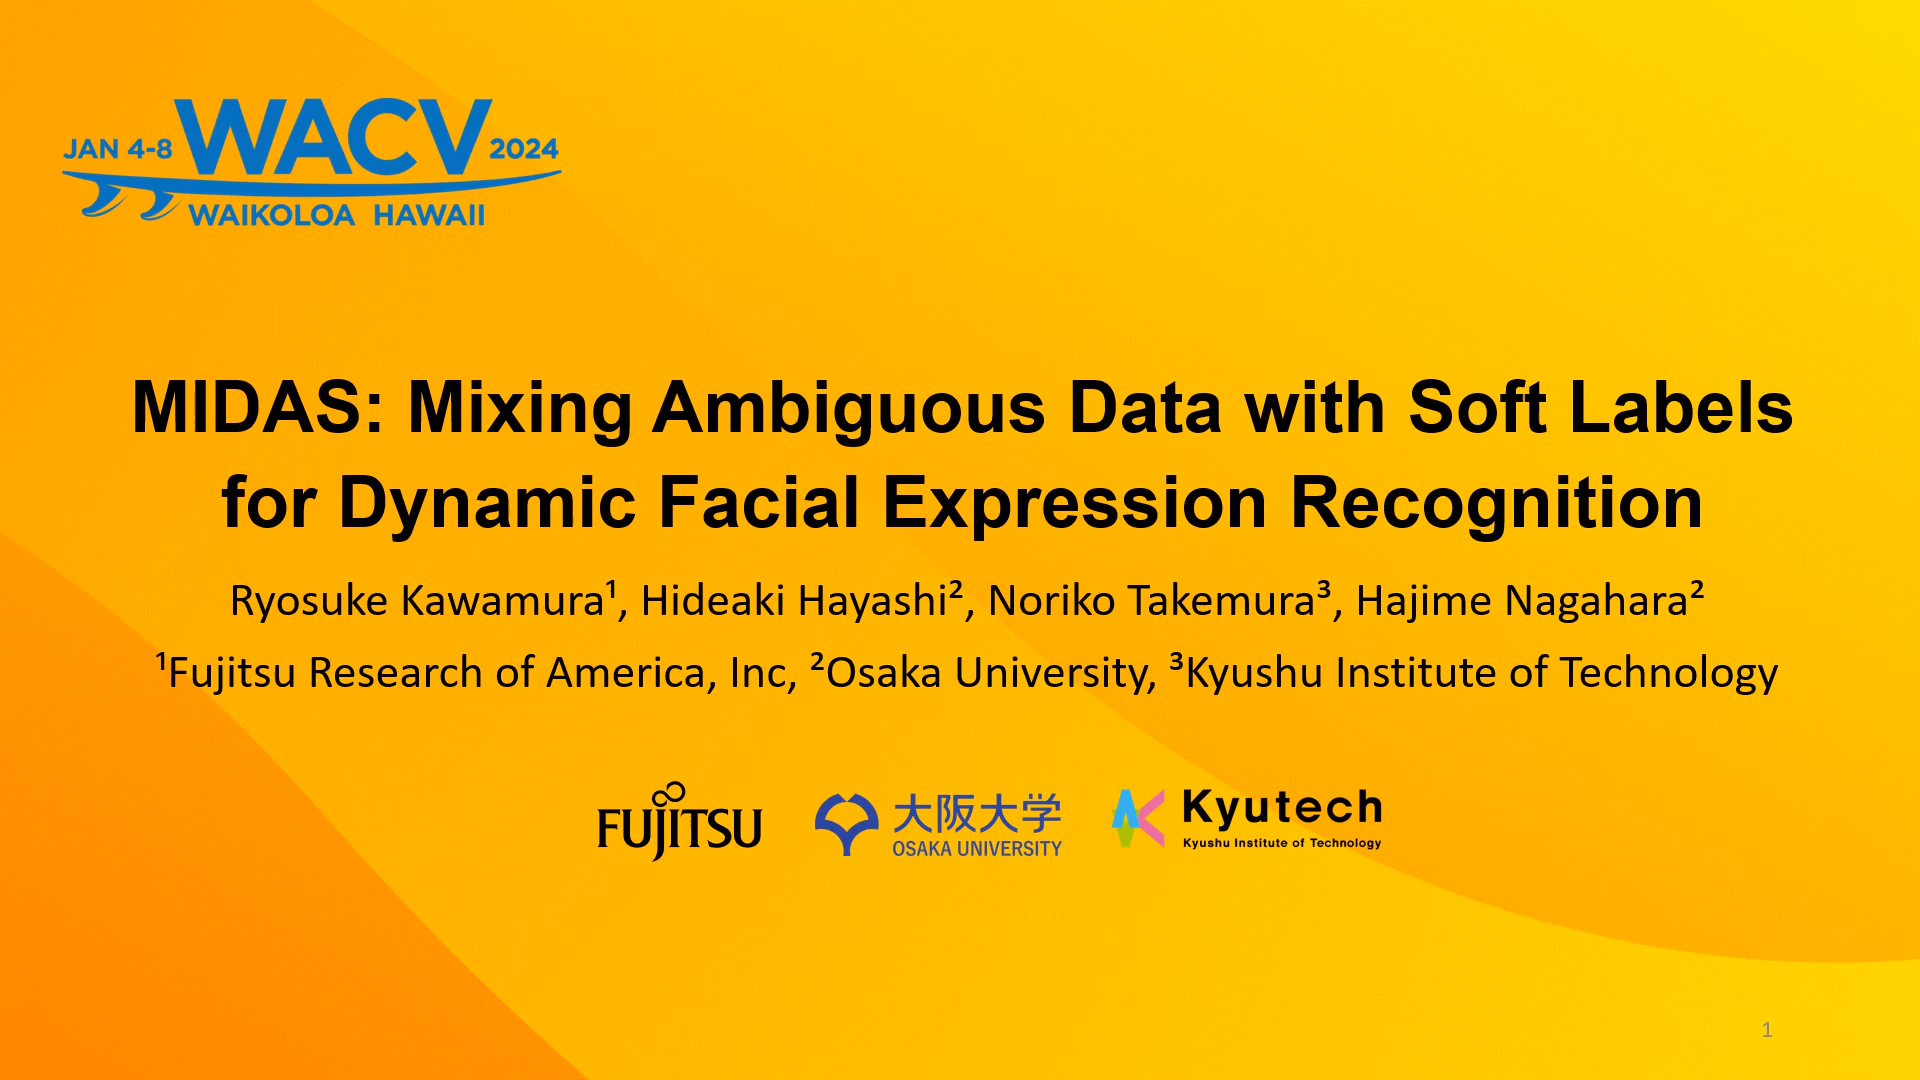 JAN 4-8 WACV 2024
WAIKOLOA HAWAII
MIDAS: Mixing Ambiguous Data with Soft Labels
for Dynamic Facial Expression Recognition
Ryosuke Kawamura¹, Hideaki Hayashi², Noriko Takemura³, Hajime Nagahara²
¹Fujitsu Research of America, Inc, ²Osaka University, ³Kyushu Institute of Technology
FUJITSU
大阪大学
OSAKA UNIVERSITY
Kyutech
Kyushu Institute of Technology
1